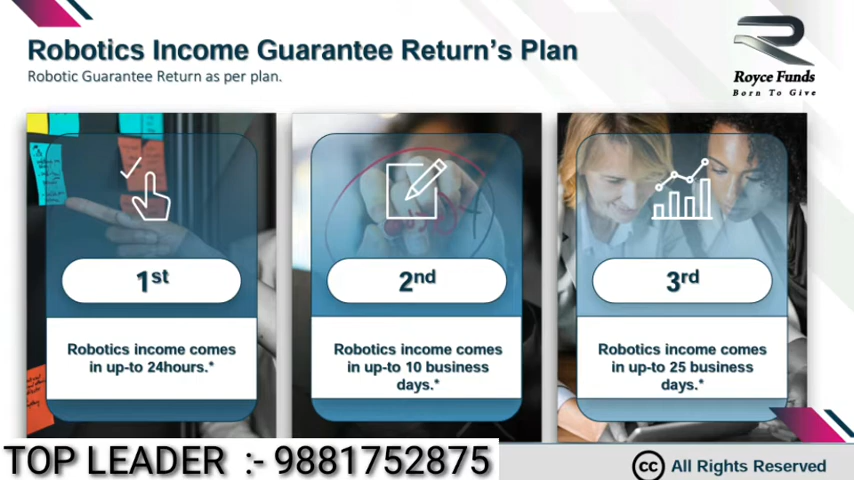 Robotics Income Guarantee Return's Plan
Robotic Guarantee Return as per plan.
Royce Funds
Born To Give
1st
Robotics income comes
in up-to 24hours.*
2nd
Robotics income comes
in up-to 10 business
days.*
3rd
Robotics income comes
in up-to 25 business
days.*
TOP LEADER :- 9881752875
cc All Rights Reserved